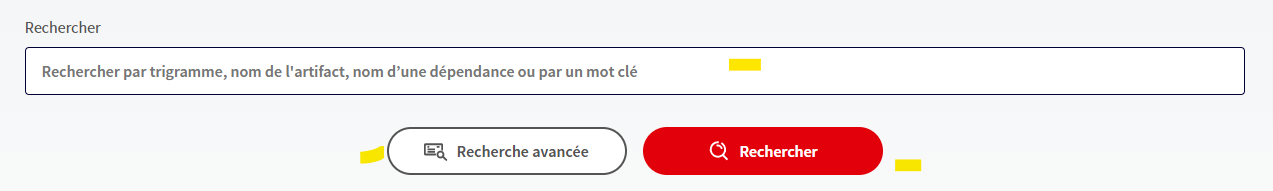 Rechercher
Rechercher par trigramme, nom de l'artifact, nom d’une dépendance ou par un mot clé
Recherche avancée
Rechercher